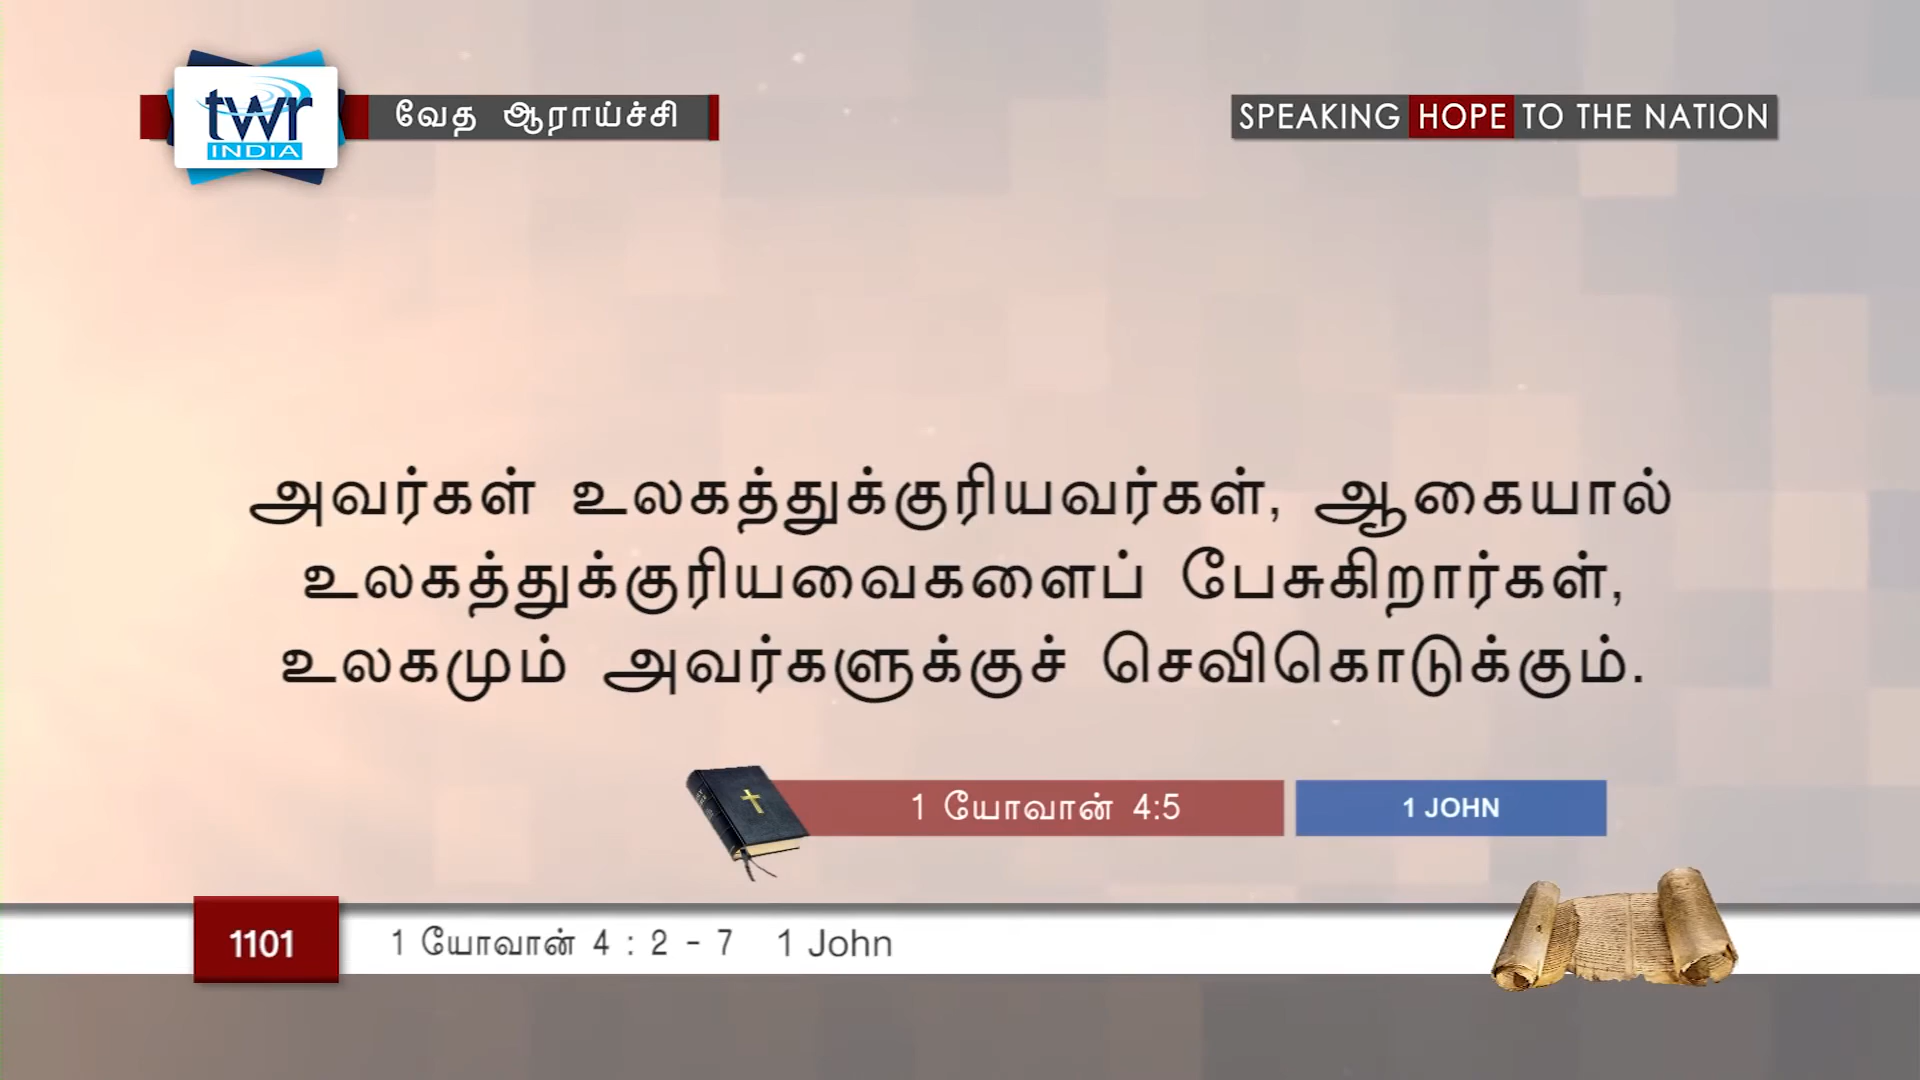 twr
INDIA
வேத ஆராய்ச்சி
SPEAKING HOPE TO THE NATION
அவர்கள் உலகத்துக்குரியவர்கள், ஆகையால்
உலகத்துக்குரியவைகளைப் பேசுகிறார்கள்,
உலகமும் அவர்களுக்குச் செவிகொடுக்கும்.
1 யோவான் 4:5
1 JOHN
1101
1 யோவான் 4 : 2 - 7 1 John